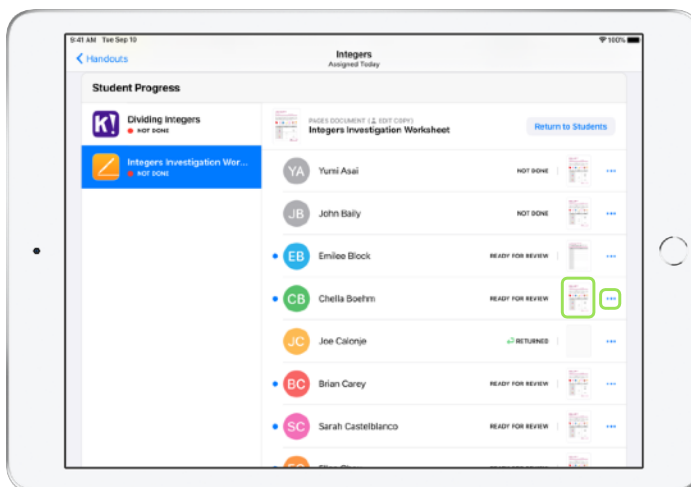 9:41 AM Tue Sep 10
100%
Handouts
Integers
Assigned Today
Student Progress
K!
Dividing Integers
NOT DONE
Integers Investigation Wor...
NOT DONE
PAGES DOCUMENT (EDIT COPY)
Integers Investigation Worksheet
Return to Students
YA Yumi Asai NOT DONE
JB John Baily NOT DONE
EB Emilee Block READY FOR REVIEW
CB Chella Boehm READY FOR REVIEW
JC Joe Calonje RETURNED
BC Brian Carey READY FOR REVIEW
SC Sarah Castelblanco READY FOR REVIEW